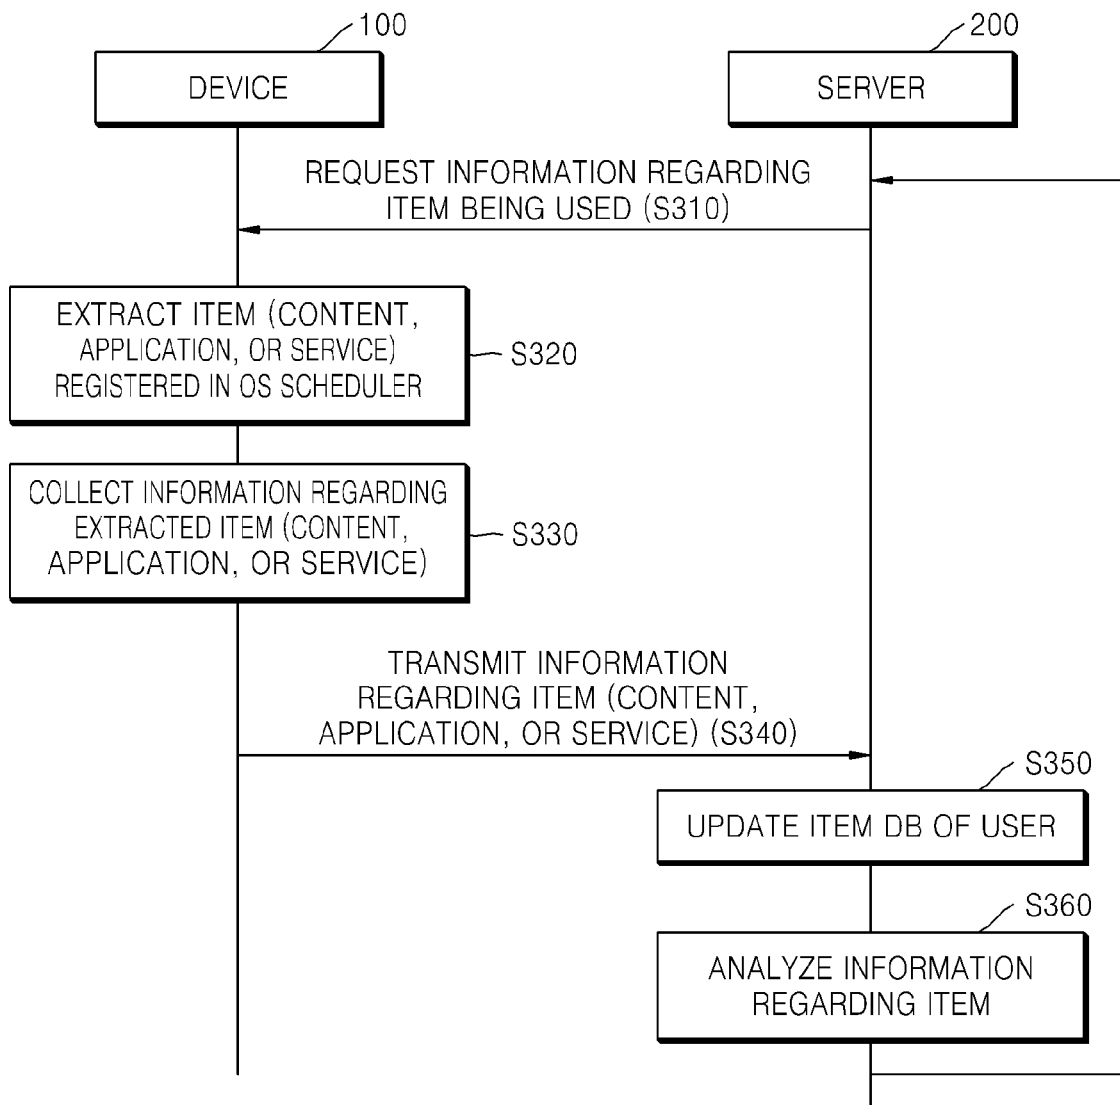 100
200
DEVICE
SERVER
REQUEST INFORMATION REGARDING
ITEM BEING USED (S310)
EXTRACT ITEM (CONTENT,
APPLICATION, OR SERVICE)
REGISTERED IN OS SCHEDULER
S320
COLLECT INFORMATION REGARDING
EXTRACTED ITEM (CONTENT,
APPLICATION, OR SERVICE)
S330
TRANSMIT INFORMATION
REGARDING ITEM (CONTENT,
APPLICATION, OR SERVICE) (S340)
S350
UPDATE ITEM DB OF USER
S360
ANALYZE INFORMATION
REGARDING ITEM